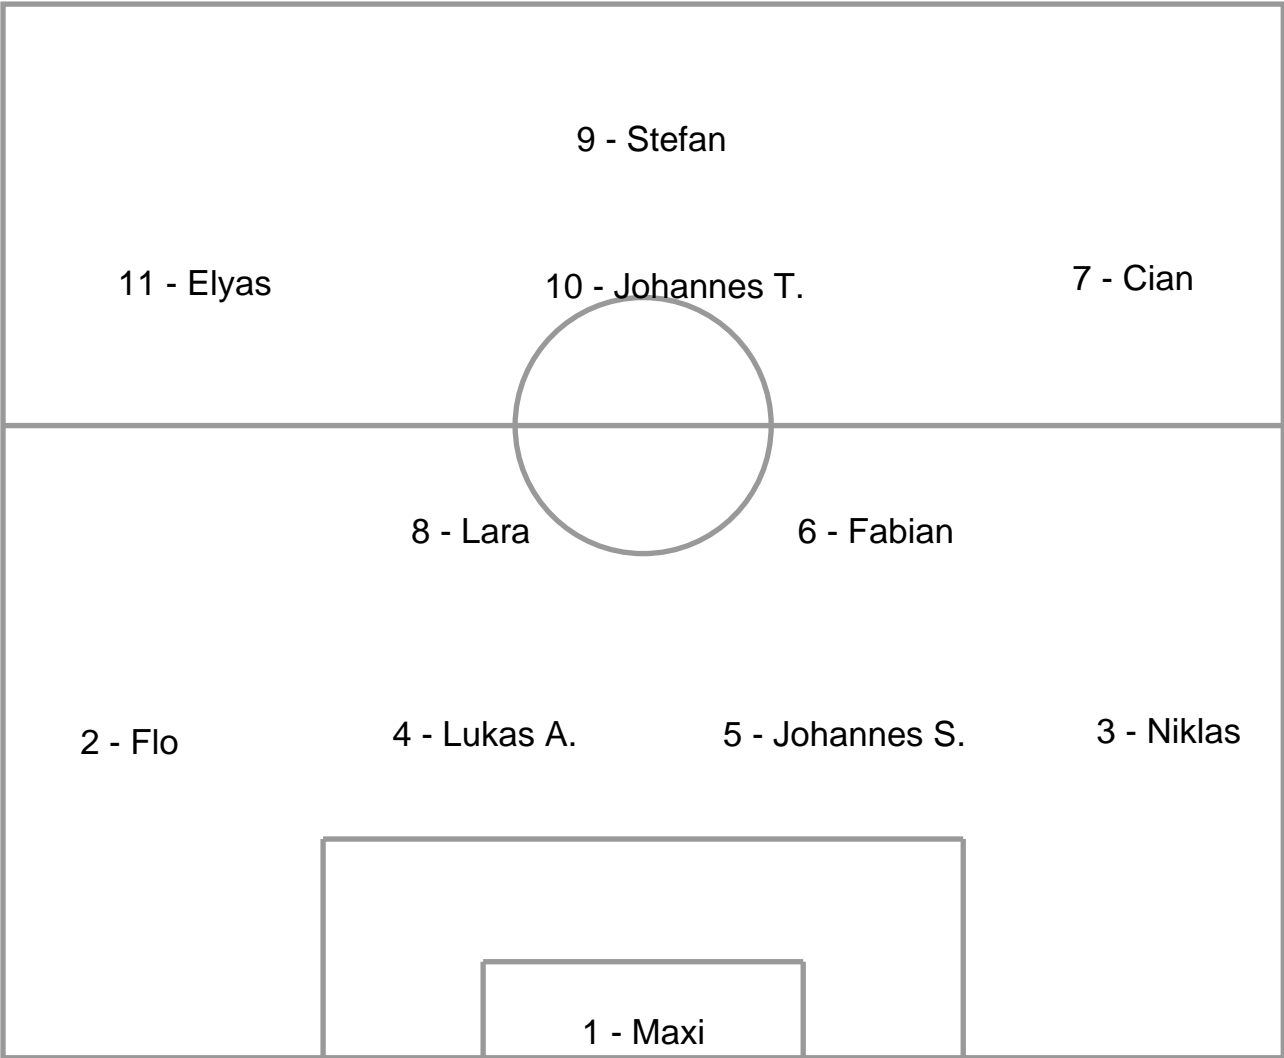 9 - Stefan
11 - Elyas
10 - Johannes T.
7 - Cian
8 - Lara
6 - Fabian
2 - Flo
4 - Lukas A.
5 - Johannes S.
3 - Niklas
1 - Maxi